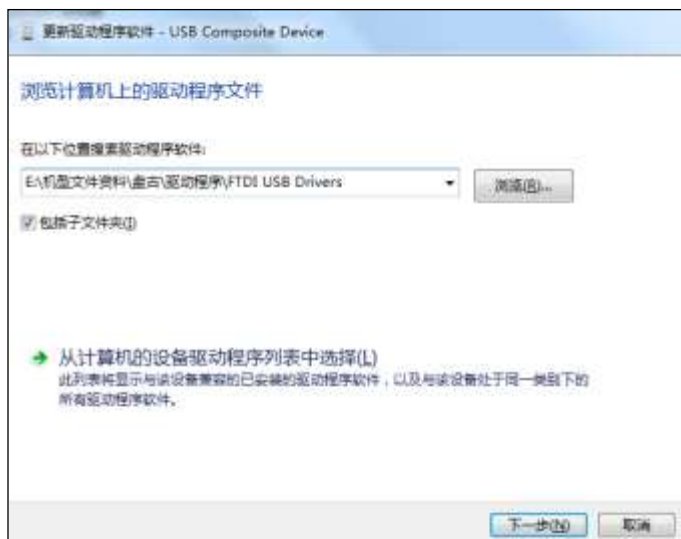 更新驱动程序软件 - USB Composite Device
浏览计算机上的驱动程序文件
在以下位置搜索驱动程序软件:
E:\机型文件资料\盘古\驱动程序\FTDI USB Drivers
浏览(R)...
包括子文件夹(I)
从计算机的设备驱动程序列表中选择(L)
此列表将显示与该设备兼容的已安装的驱动程序软件，以及与该设备处于同一类别下的
所有驱动程序软件。
下一步(N)
取消